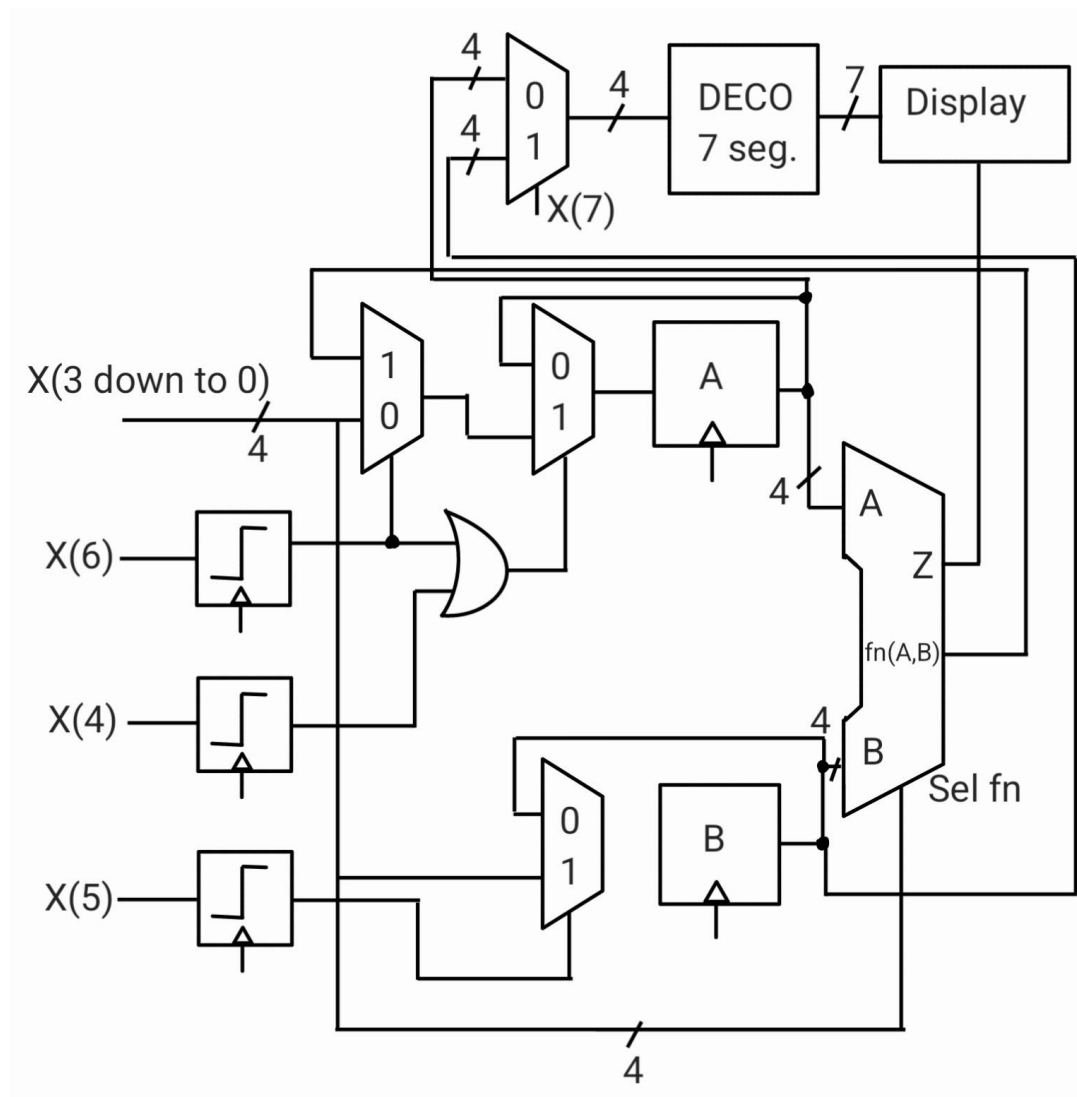 4
0
4
DECO
7
Display
4
1
7 seg.
X(7)
X(3 down to 0)
1
0
4
0
1
A
4
A
X(6)
Z
fn(A,B)
X(4)
4
B
Sel fn
0
B
X(5)
1
4